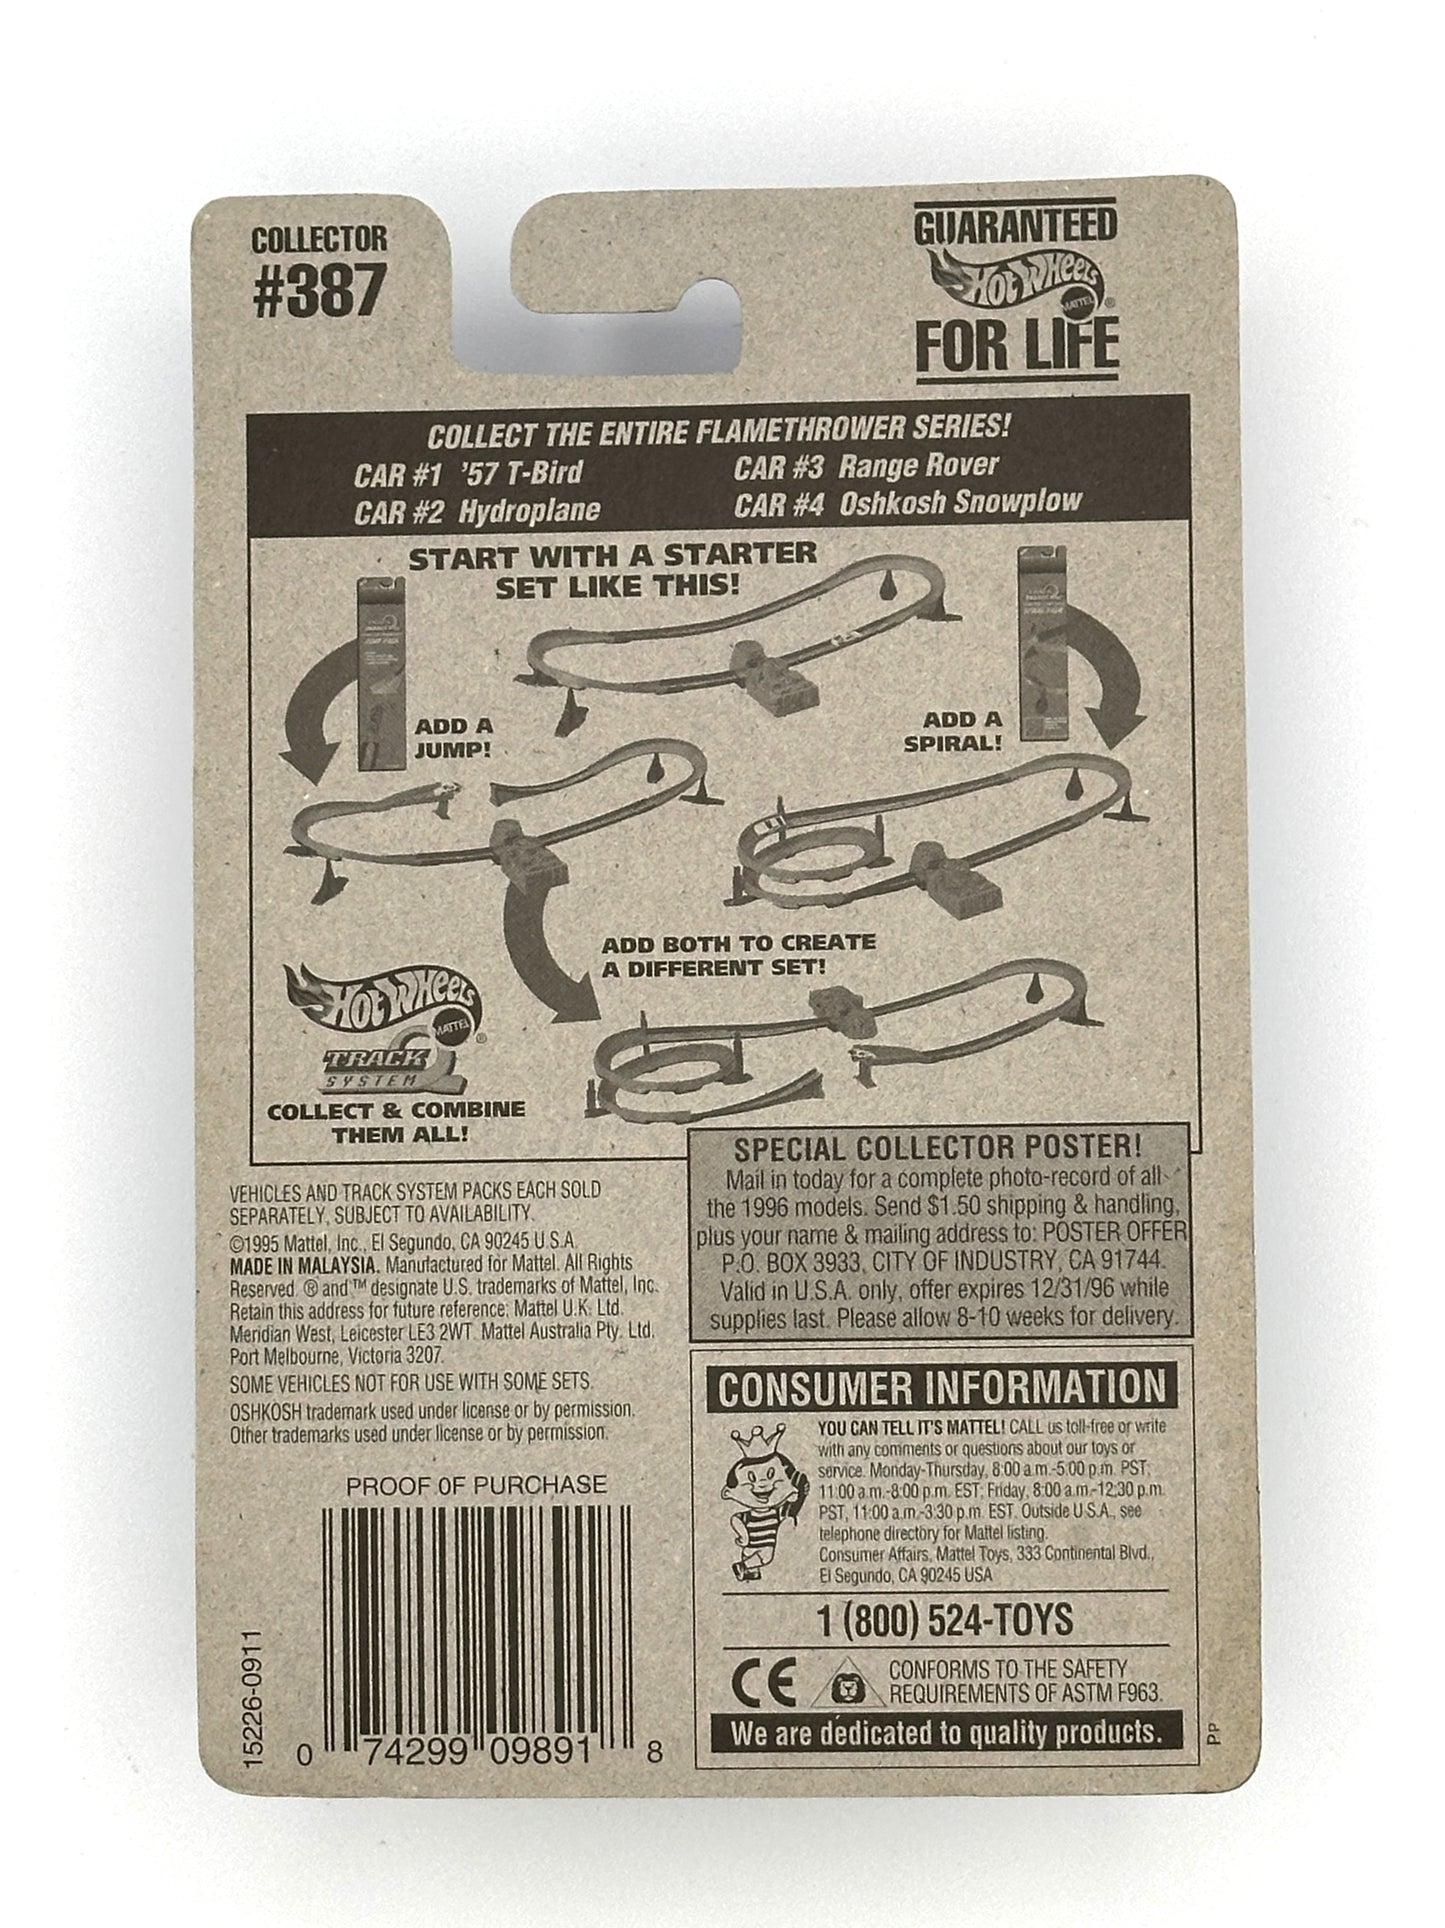 COLLECTOR
#387
GUARANTEED
HOT WHEELS
MATTEL ®
FOR LIFE
COLLECT THE ENTIRE FLAMETHROWER SERIES!
CAR #1 '57 T-Bird
CAR #2 Hydroplane
CAR #3 Range Rover
CAR #4 Oshkosh Snowplow
START WITH A STARTER
SET LIKE THIS!
ADD A
JUMP!
ADD A
SPIRAL!
ADD BOTH TO CREATE
A DIFFERENT SET!
HOT WHEELS
MATTEL ®
TRACK
SYSTEM
COLLECT & COMBINE
THEM ALL!
SPECIAL COLLECTOR POSTER!
Mail in today for a complete photo-record of all
the 1996 models. Send $1.50 shipping & handling,
plus your name & mailing address to: POSTER OFFER
P.O. BOX 3933, CITY OF INDUSTRY, CA 91744.
Valid in U.S.A. only, offer expires 12/31/96 while
supplies last. Please allow 8-10 weeks for delivery.
VEHICLES AND TRACK SYSTEM PACKS EACH SOLD
SEPARATELY, SUBJECT TO AVAILABILITY.
©1995 Mattel, Inc., El Segundo, CA 90245 U.S.A.
MADE IN MALAYSIA. Manufactured for Mattel. All Rights
Reserved. ® and ™ designate U.S. trademarks of Mattel, Inc.
Retain this address for future reference: Mattel U.K. Ltd.
Meridian West, Leicester LE3 2WT. Mattel Australia Pty. Ltd.
Port Melbourne, Victoria 3207.
SOME VEHICLES NOT FOR USE WITH SOME SETS.
OSHKOSH trademark used under license or by permission.
Other trademarks used under license or by permission.
PROOF OF PURCHASE
0 74299 09891 8
15226-0911
CONSUMER INFORMATION
YOU CAN TELL IT'S MATTEL! CALL us toll-free or write
with any comments or questions about our toys or
service. Monday-Thursday, 8:00 a.m.-5:00 p.m. PST;
11:00 a.m.-8:00 p.m. EST; Friday, 8:00 a.m.-12:30 p.m.
PST, 11:00 a.m.-3:30 p.m. EST. Outside U.S.A., see
telephone directory for Mattel listing.
Consumer Affairs, Mattel Toys, 333 Continental Blvd.,
El Segundo, CA 90245 USA
1 (800) 524-TOYS
CE
CONFORMS TO THE SAFETY
REQUIREMENTS OF ASTM F963.
We are dedicated to quality products.
PP